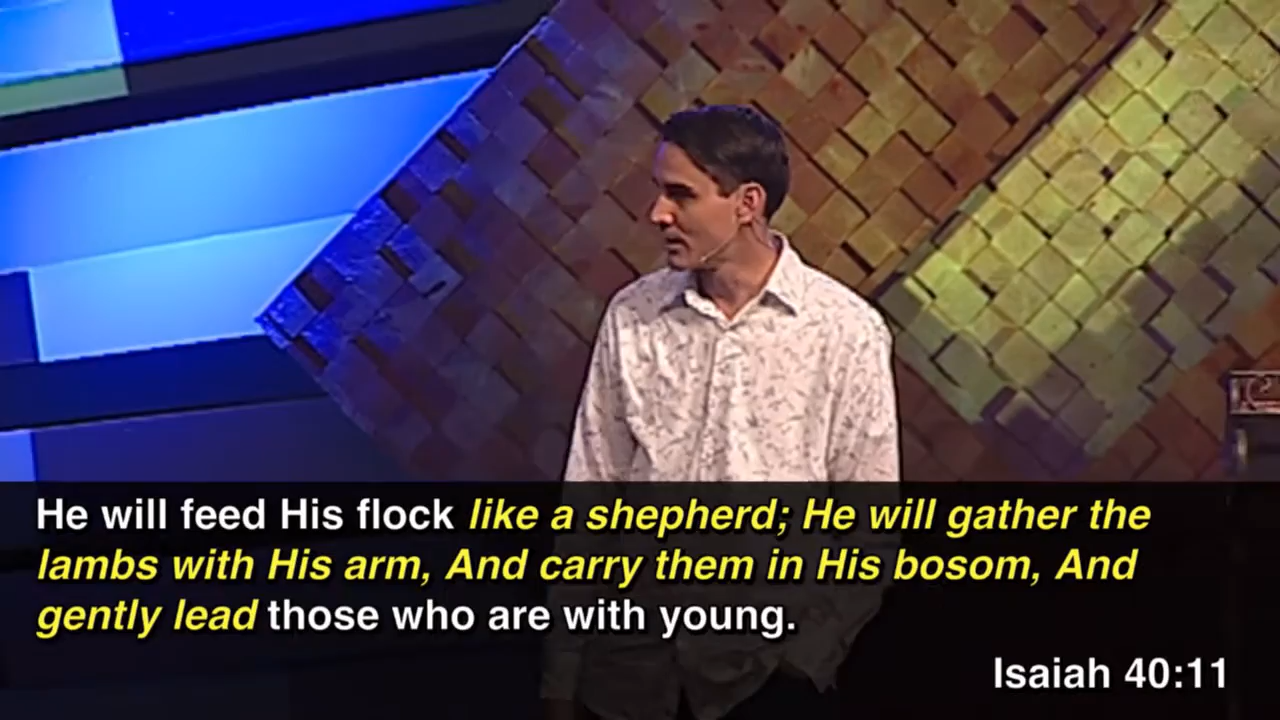 He will feed His flock like a shepherd; He will gather the
lambs with His arm, And carry them in His bosom, And
gently lead those who are with young.
Isaiah 40:11